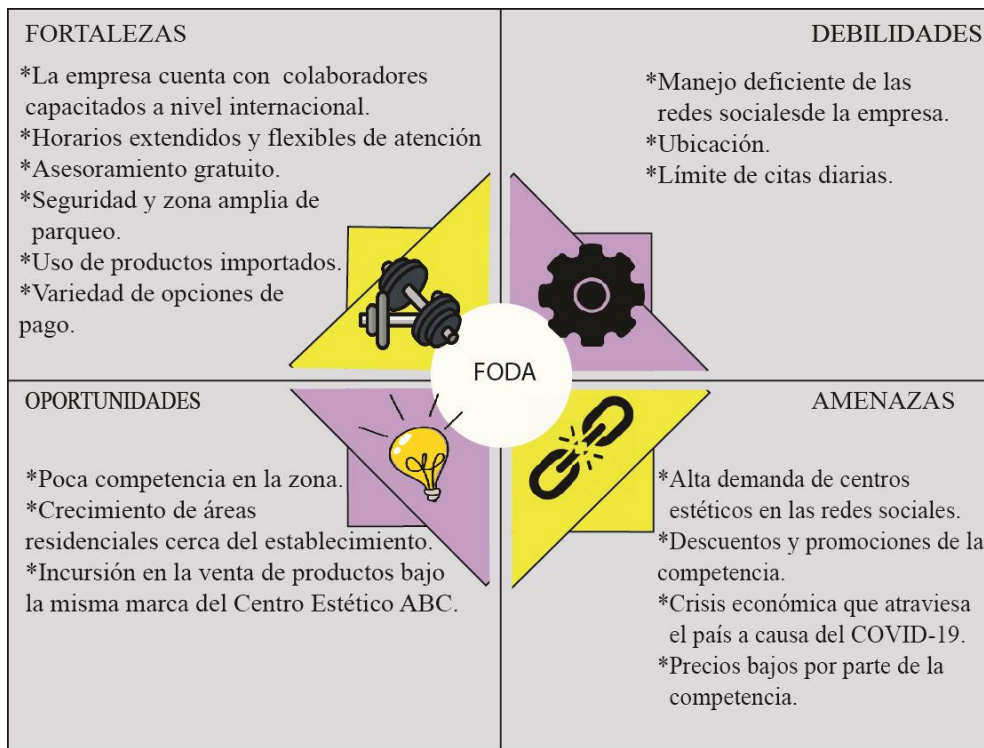 FORTALEZAS
*La empresa cuenta con colaboradores
capacitados a nivel internacional.
*Horarios extendidos y flexibles de atención
*Asesoramiento gratuito.
*Seguridad y zona amplia de
parqueo.
*Uso de productos importados.
*Variedad de opciones de
pago.
DEBILIDADES
*Manejo deficiente de las
redes socialesde la empresa.
*Ubicación.
*Límite de citas diarias.
FODA
OPORTUNIDADES
*Poca competencia en la zona.
*Crecimiento de áreas
residenciales cerca del establecimiento.
*Incursión en la venta de productos bajo
la misma marca del Centro Estético ABC.
AMENAZAS
*Alta demanda de centros
estéticos en las redes sociales.
*Descuentos y promociones de la
competencia.
*Crisis económica que atraviesa
el país a causa del COVID-19.
*Precios bajos por parte de la
competencia.